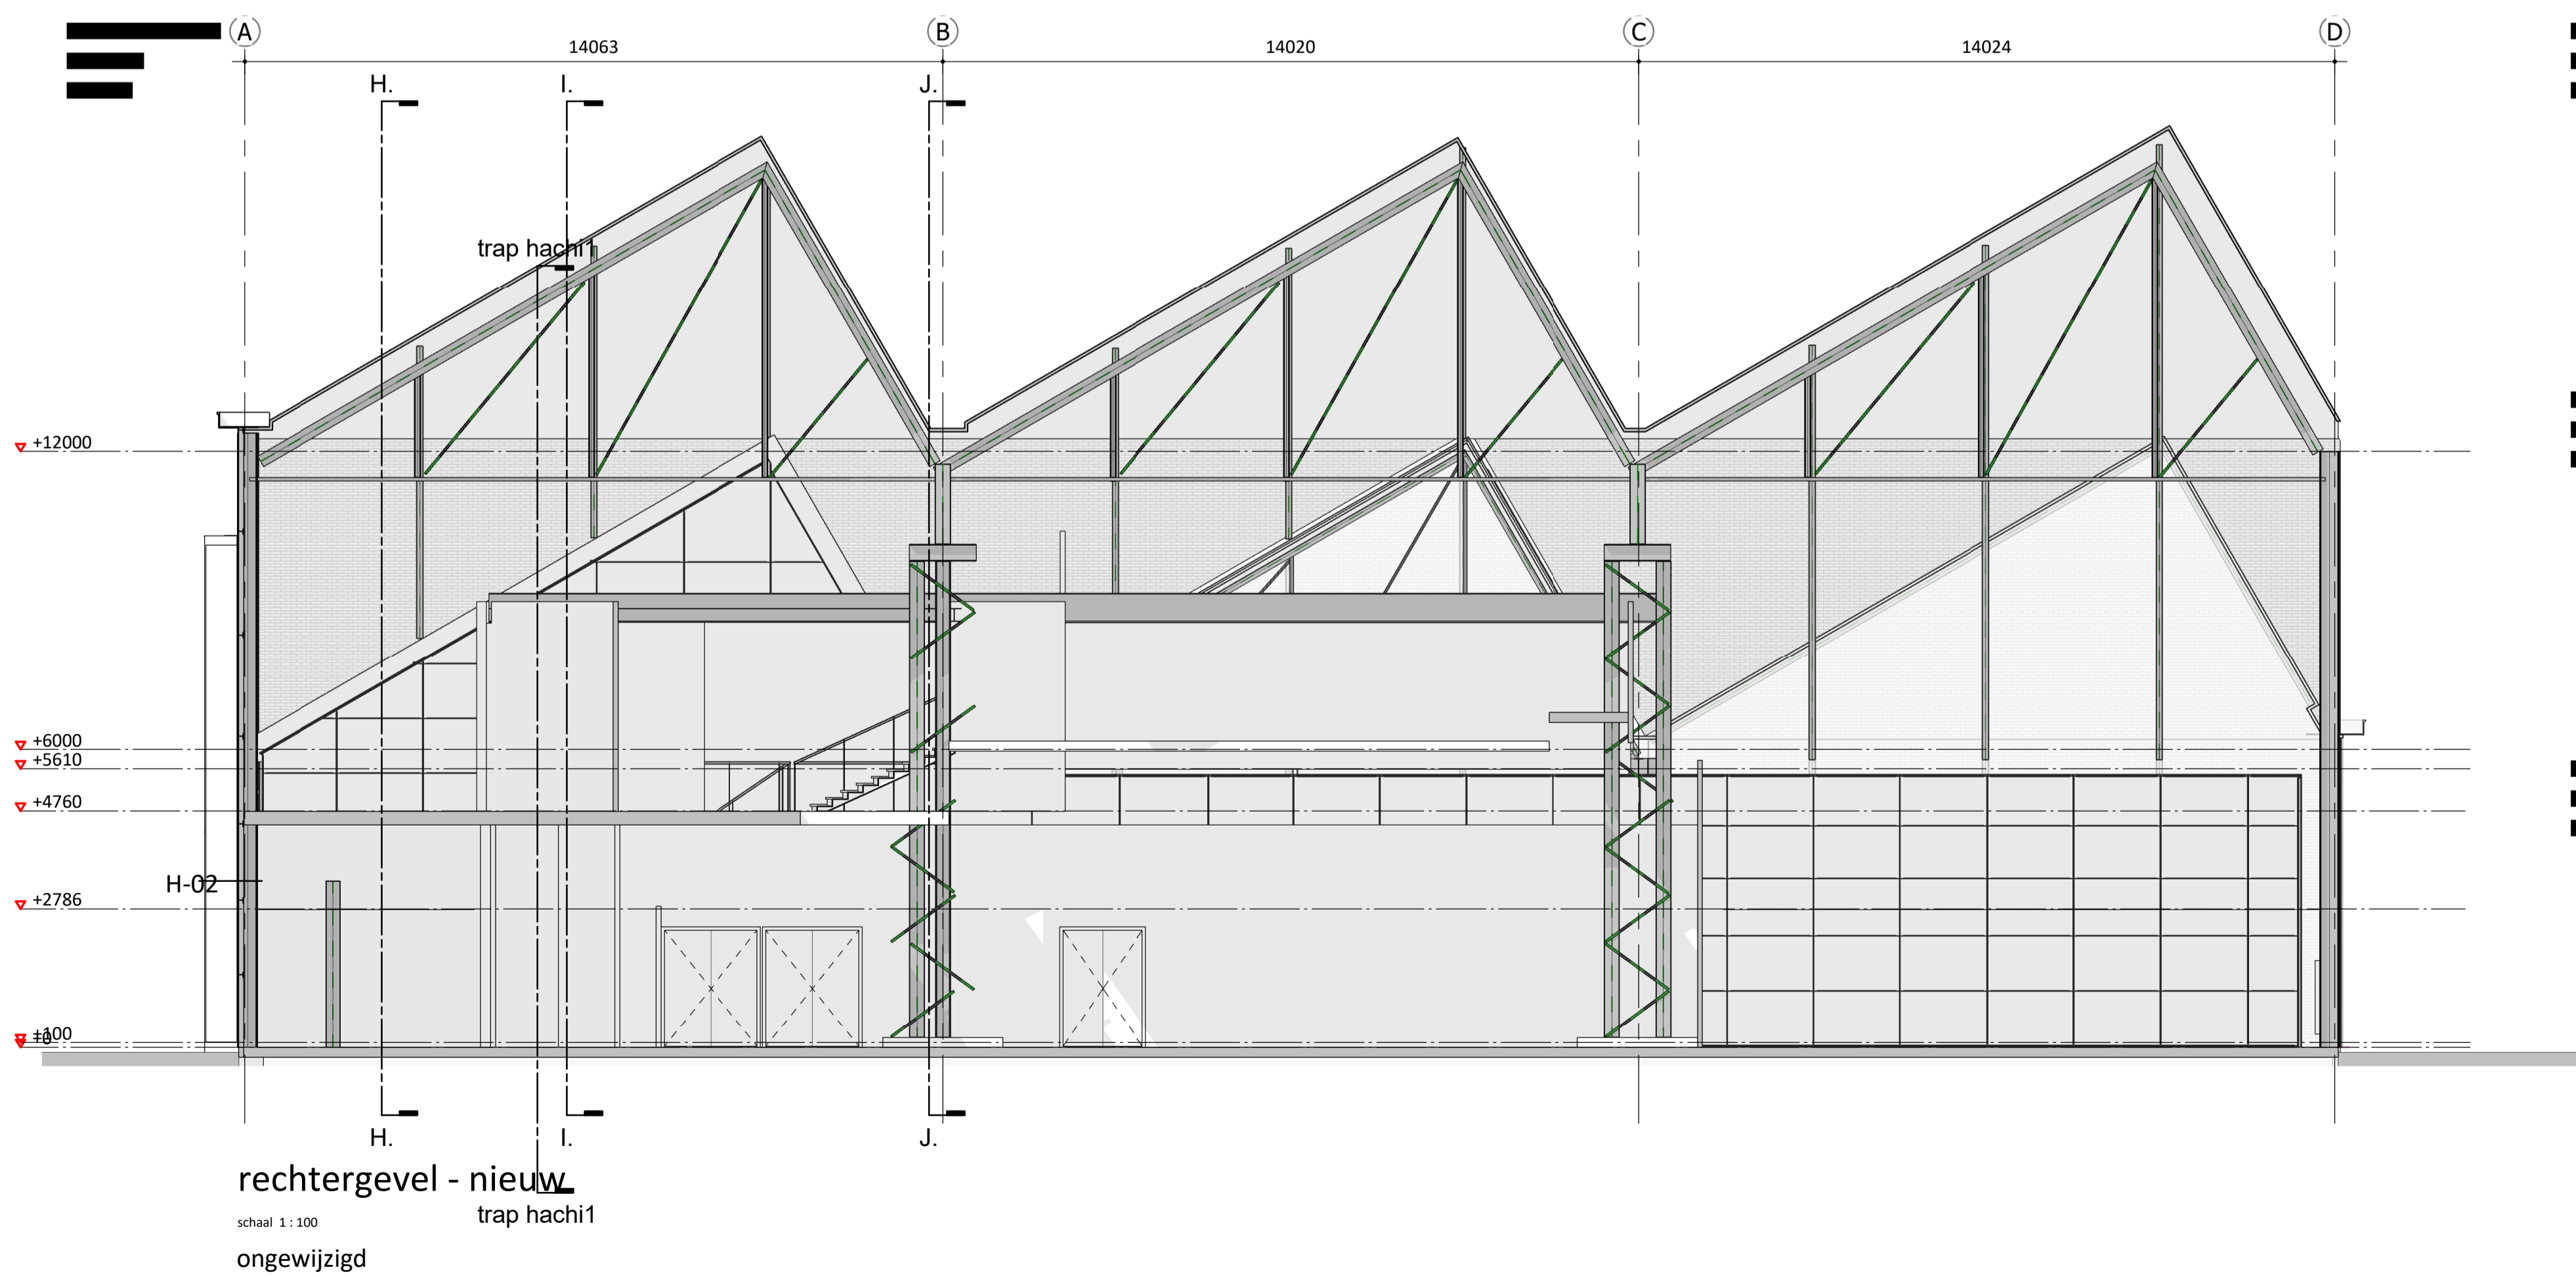 A B C D
14063 14020 14024
H. I. J.
trap hachi1
+12000
+6000
+5610
+4760
H-02
+2786
+100
H. I. J.
rechtergevel - nieuw
trap hachi1
schaal 1 : 100
ongewijzigd